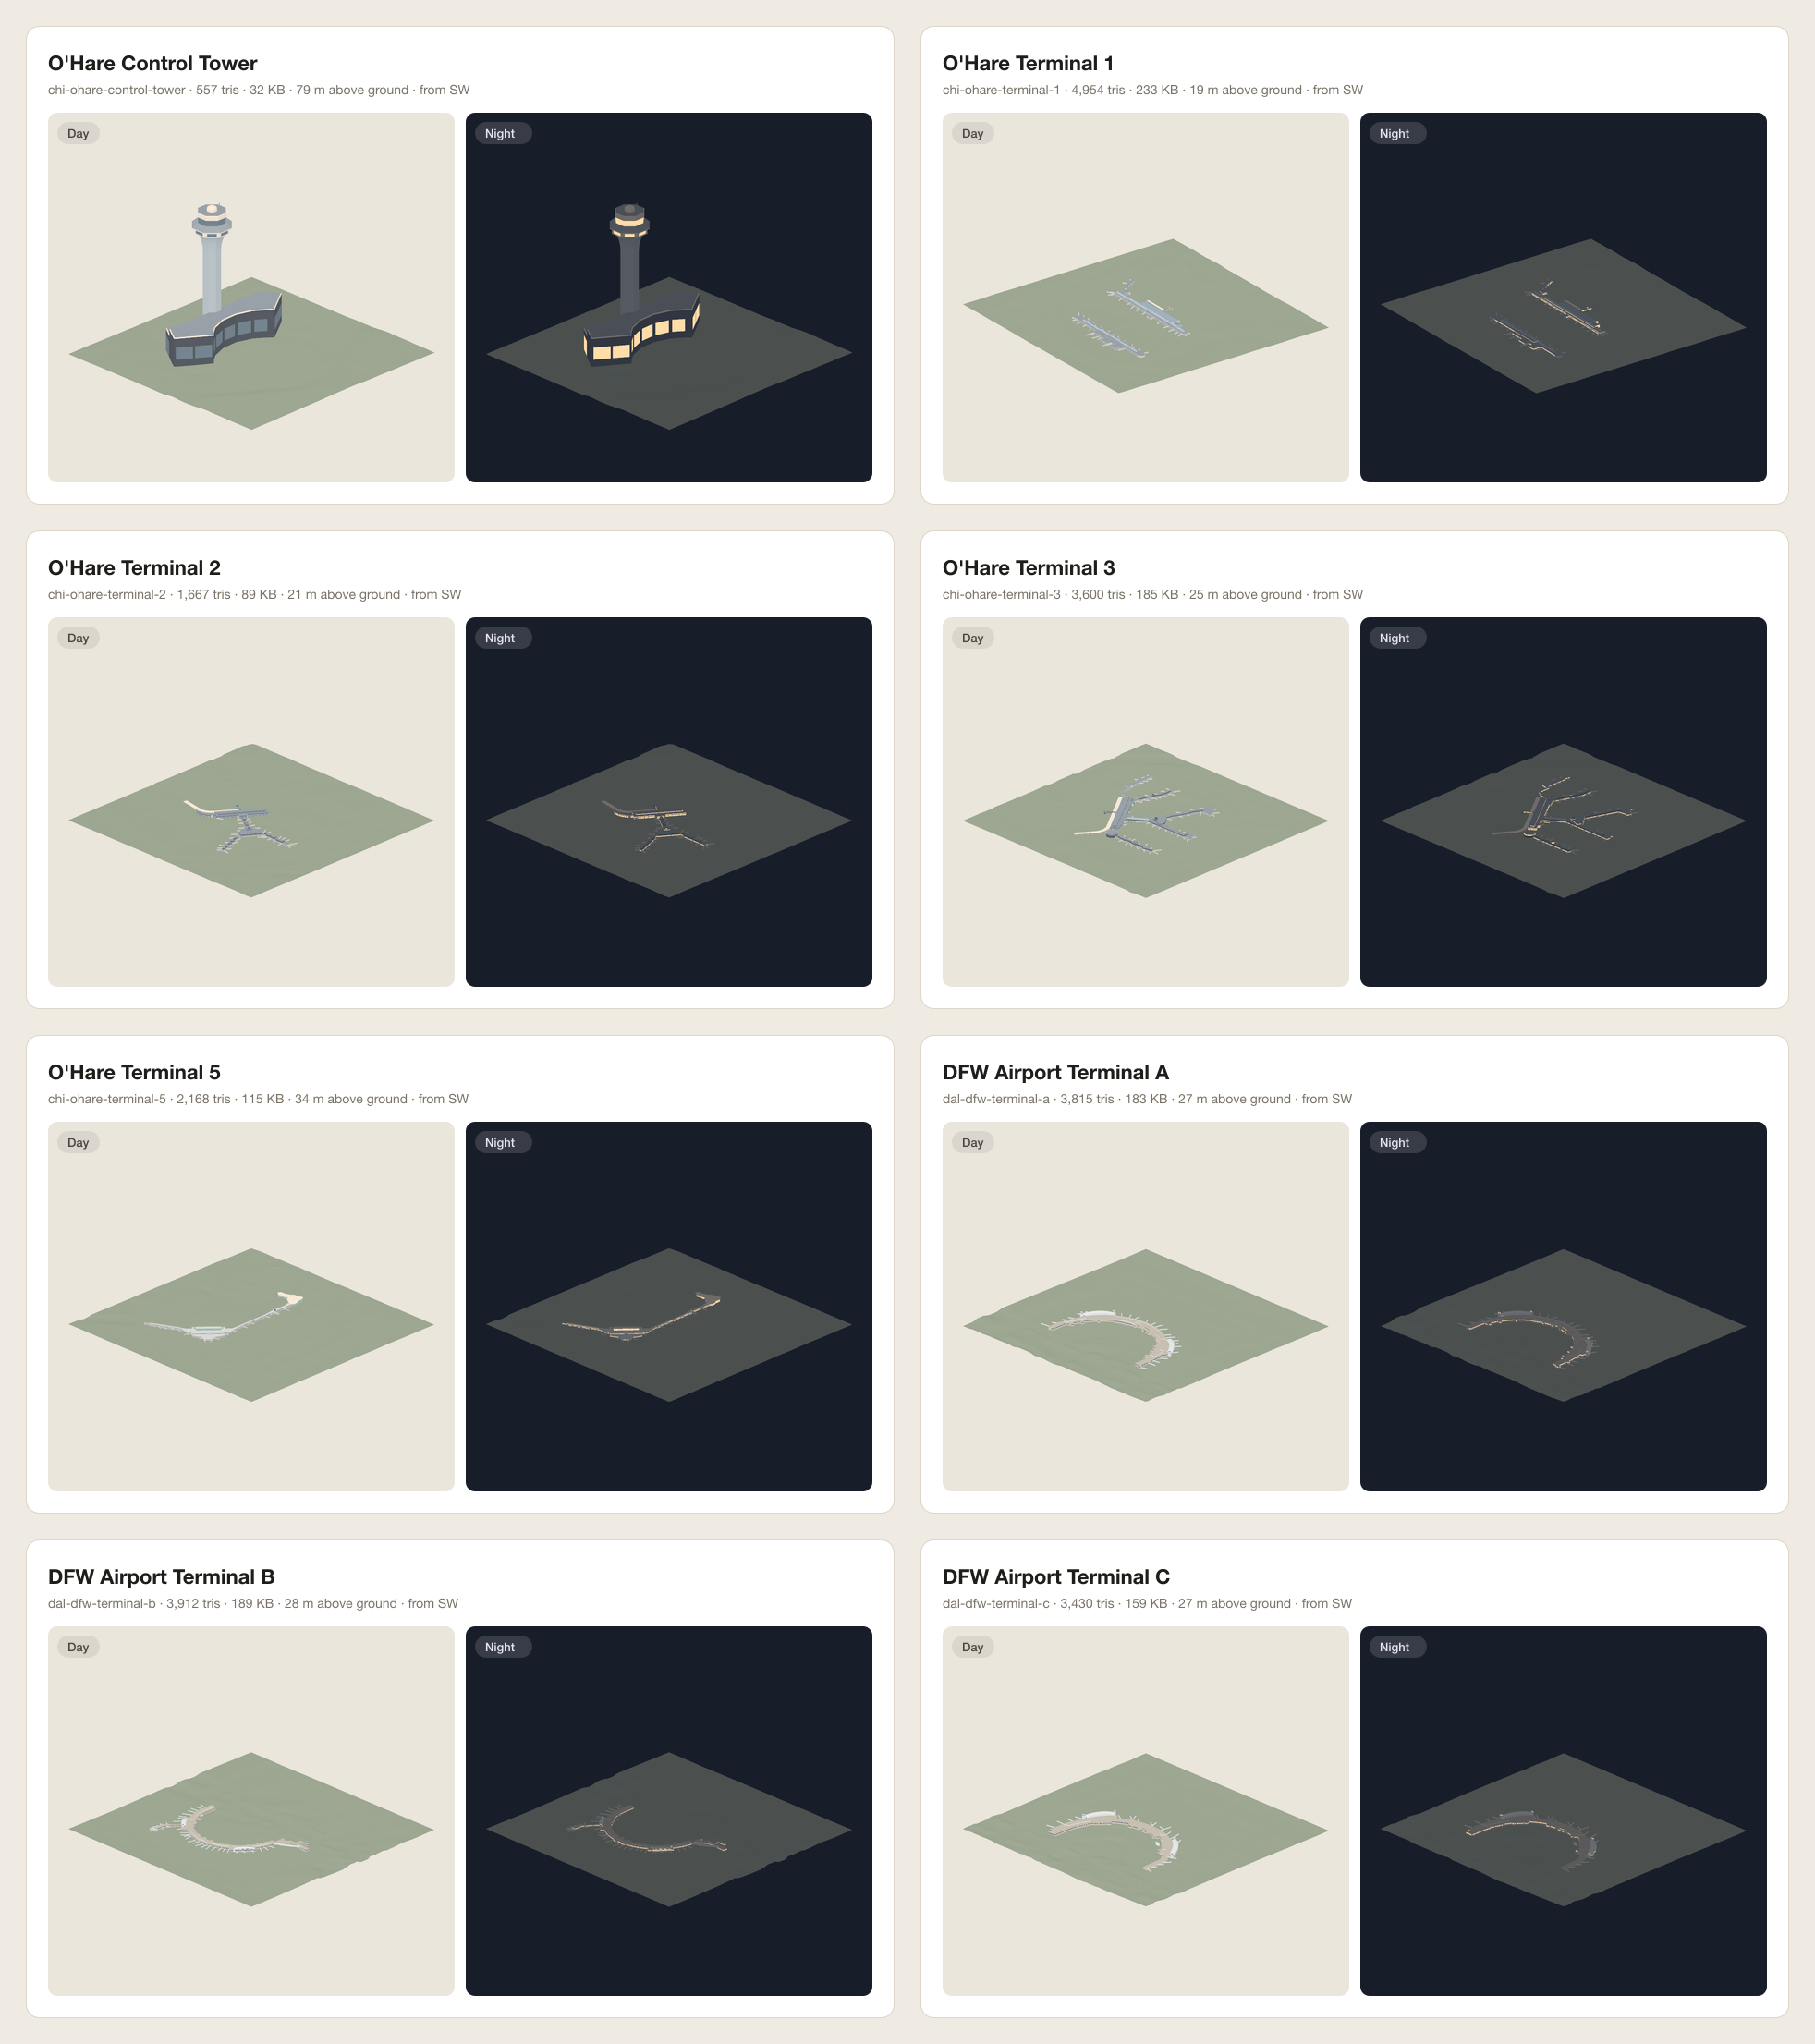 O'Hare Control Tower
chi-ohare-control-tower · 557 tris · 32 KB · 79 m above ground · from SW
Day
Night
O'Hare Terminal 1
chi-ohare-terminal-1 · 4,954 tris · 233 KB · 19 m above ground · from SW
Day
Night
O'Hare Terminal 2
chi-ohare-terminal-2 · 1,667 tris · 89 KB · 21 m above ground · from SW
Day
Night
O'Hare Terminal 3
chi-ohare-terminal-3 · 3,600 tris · 185 KB · 25 m above ground · from SW
Day
Night
O'Hare Terminal 5
chi-ohare-terminal-5 · 2,168 tris · 115 KB · 34 m above ground · from SW
Day
Night
DFW Airport Terminal A
dal-dfw-terminal-a · 3,815 tris · 183 KB · 27 m above ground · from SW
Day
Night
DFW Airport Terminal B
dal-dfw-terminal-b · 3,912 tris · 189 KB · 28 m above ground · from SW
Day
Night
DFW Airport Terminal C
dal-dfw-terminal-c · 3,430 tris · 159 KB · 27 m above ground · from SW
Day
Night